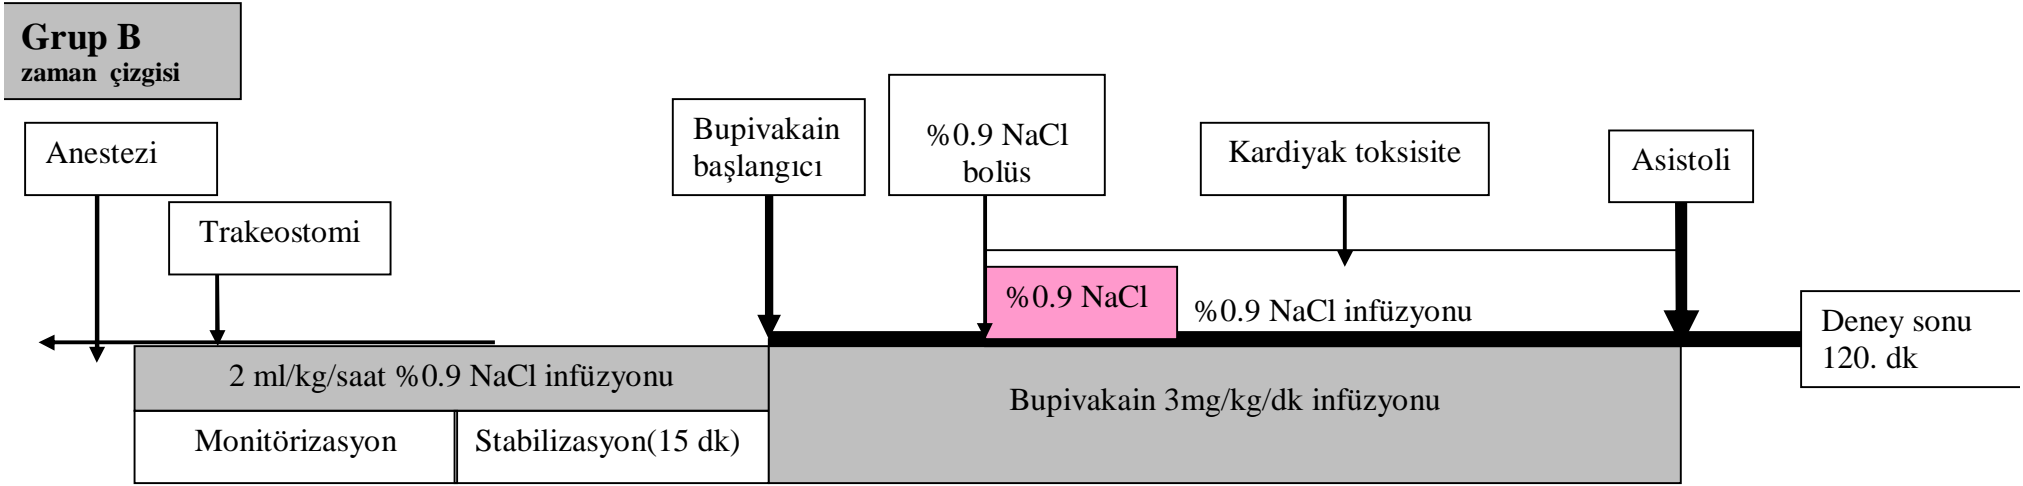 Grup B
zaman çizgisi
Anestezi
Trakeostomi
Bupivakain
başlangıcı
%0.9 NaCl
bolüs
Kardiyak toksisite
Asistoli
%0.9 NaCl
%0.9 NaCl infüzyonu
Deney sonu
120. dk
2 ml/kg/saat %0.9 NaCl infüzyonu
Bupivakain 3mg/kg/dk infüzyonu
Monitörizasyon
Stabilizasyon(15 dk)